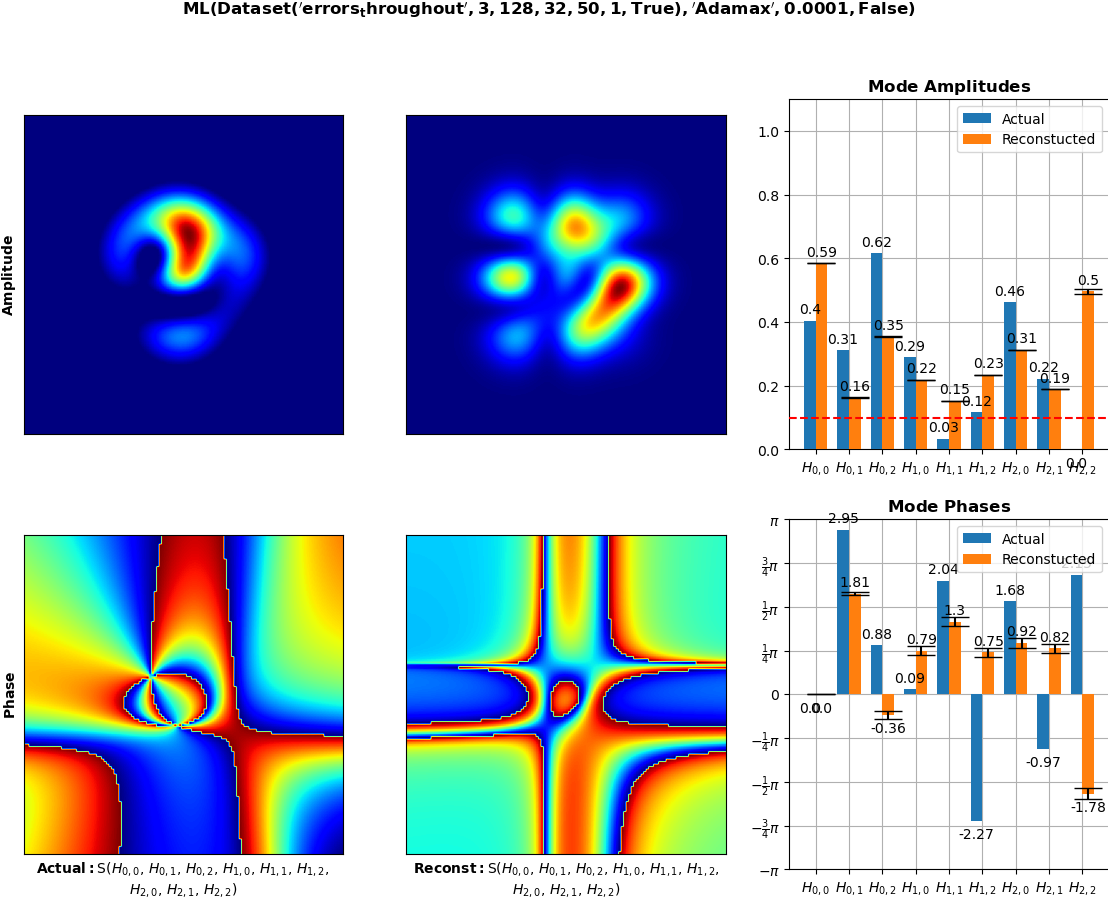 ML(Dataset('errors_throughout', 3, 128, 32, 50, 1, True), 'Adamax', 0.0001, False)
Amplitude
Mode Amplitudes
Actual
Reconstucted
1.0
0.8
0.6
0.4
0.2
0.0
0.4
0.59
0.31
0.16
0.62
0.35
0.29
0.22
0.03
0.15
0.12
0.23
0.46
0.31
0.22
0.19
0.0
0.5
H0,0 H0,1 H0,2 H1,0 H1,1 H1,2 H2,0 H2,1 H2,2
Phase
Actual: S(H0,0, H0,1, H0,2, H1,0, H1,1, H1,2,
H2,0, H2,1, H2,2)
Reconst: S(H0,0, H0,1, H0,2, H1,0, H1,1, H1,2,
H2,0, H2,1, H2,2)
Mode Phases
Actual
Reconstucted
π
3/4π
1/2π
1/4π
0
−1/4π
−1/2π
−3/4π
−π
0.0
0.0
2.95
1.81
0.88
-0.36
0.09
0.79
2.04
1.3
-2.27
0.75
1.68
0.92
-0.97
0.82
-1.78
H0,0 H0,1 H0,2 H1,0 H1,1 H1,2 H2,0 H2,1 H2,2